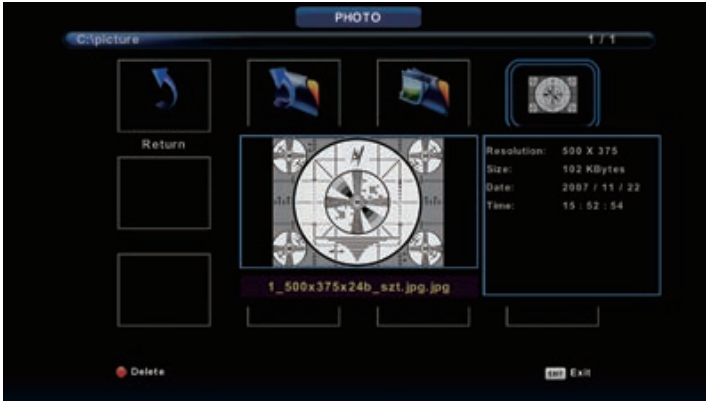 PHOTO
C:\picture
1 / 1
Return
Resolution: 500 X 375
Size: 102 KBytes
Date: 2007 / 11 / 22
Time: 15 : 52 : 54
1_500x375x24b_szt.jpg.jpg
Delete
EXIT Exit